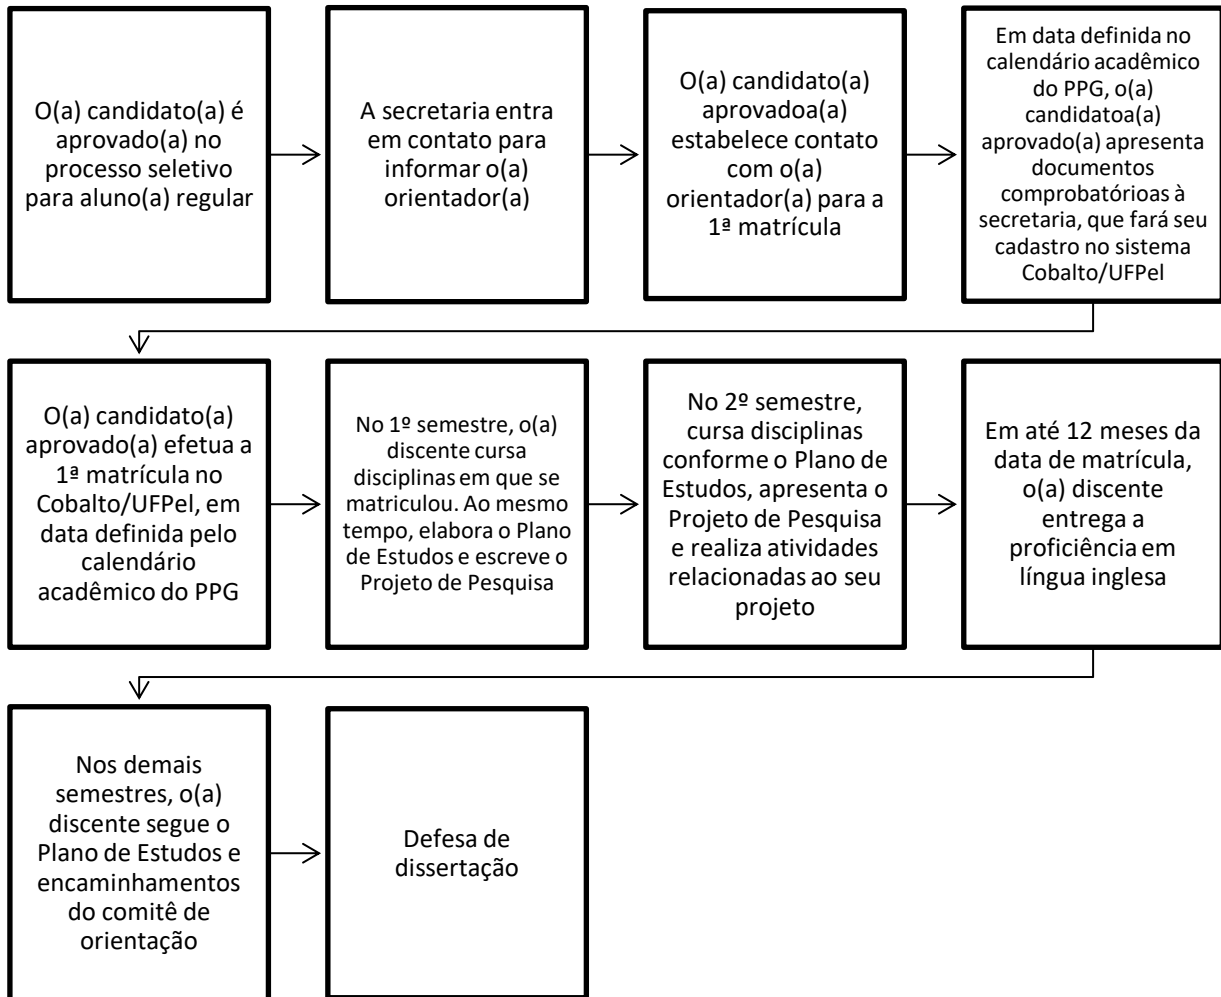 O(a) candidato(a) é
aprovado(a) no
processo seletivo
para aluno(a) regular
A secretaria entra
em contato para
informar o(a)
orientador(a)
O(a) candidato(a)
aprovadoa(a)
estabelece contato
com o(a)
orientador(a) para a
1ª matrícula
Em data definida no
calendário acadêmico
do PPG, o(a)
candidatoa(a)
aprovado(a) apresenta
documentos
comprobatórioas à
secretaria, que fará seu
cadastro no sistema
Cobalto/UFPel
O(a) candidato(a)
aprovado(a) efetua a
1ª matrícula no
Cobalto/UFPel, em
data definida pelo
calendário
acadêmico do PPG
No 1º semestre, o(a)
discente cursa
disciplinas em que se
matriculou. Ao mesmo
tempo, elabora o Plano
de Estudos e escreve o
Projeto de Pesquisa
No 2º semestre,
cursa disciplinas
conforme o Plano de
Estudos, apresenta o
Projeto de Pesquisa
e realiza atividades
relacionadas ao seu
projeto
Em até 12 meses da
data de matrícula,
o(a) discente
entrega a
proficiência em
língua inglesa
Nos demais
semestres, o(a)
discente segue o
Plano de Estudos e
encaminhamentos
do comitê de
orientação
Defesa de
dissertação